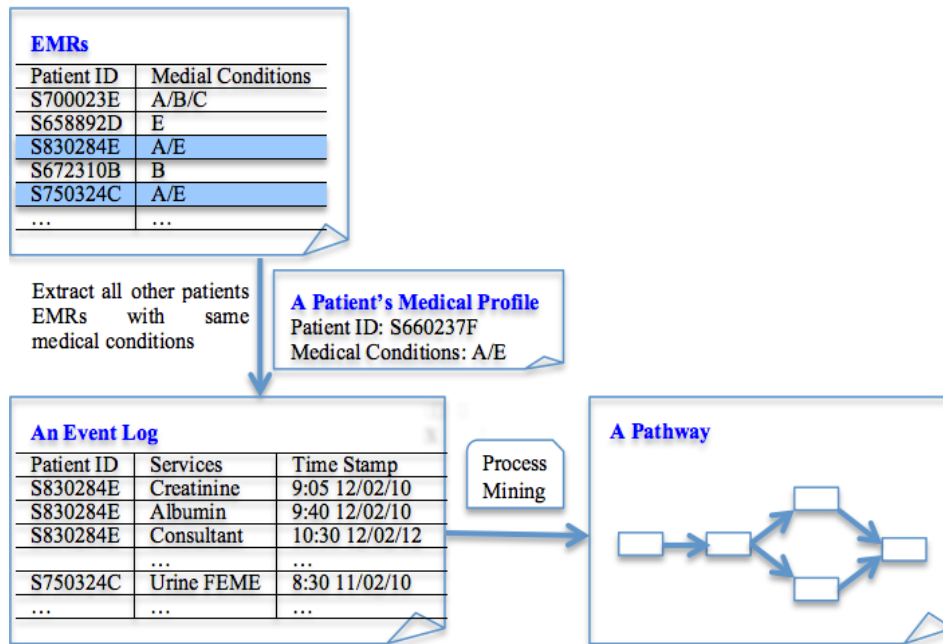 EMRs
Patient ID Medial Conditions
S700023E A/B/C
S658892D E
S830284E A/E
S672310B B
S750324C A/E
… …
Extract all other patients
EMRs with same
medical conditions
A Patient’s Medical Profile
Patient ID: S660237F
Medical Conditions: A/E
An Event Log
Patient ID Services Time Stamp
S830284E Creatinine 9:05 12/02/10
S830284E Albumin 9:40 12/02/10
S830284E Consultant 10:30 12/02/12
… …
S750324C Urine FEME 8:30 11/02/10
… … …
Process
Mining
A Pathway